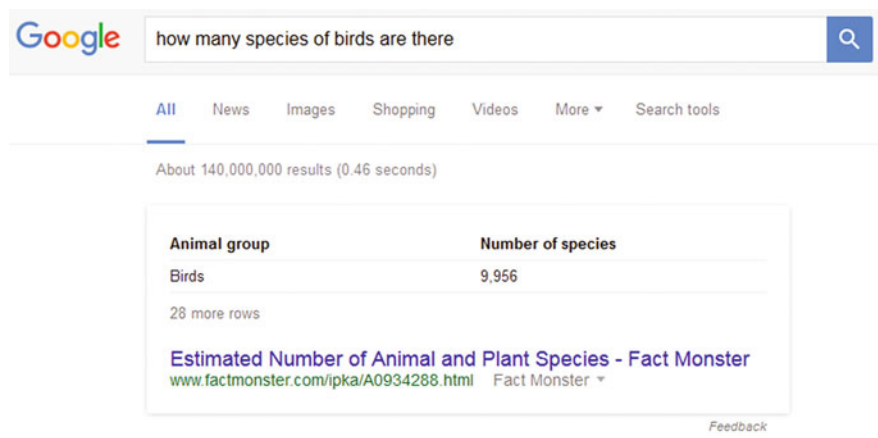 Google how many species of birds are there
All News Images Shopping Videos More Search tools
About 140,000,000 results (0.46 seconds)
Animal group Number of species
Birds 9,956
28 more rows
Estimated Number of Animal and Plant Species - Fact Monster
www.factmonster.com/ipka/A0934288.html Fact Monster
Feedback